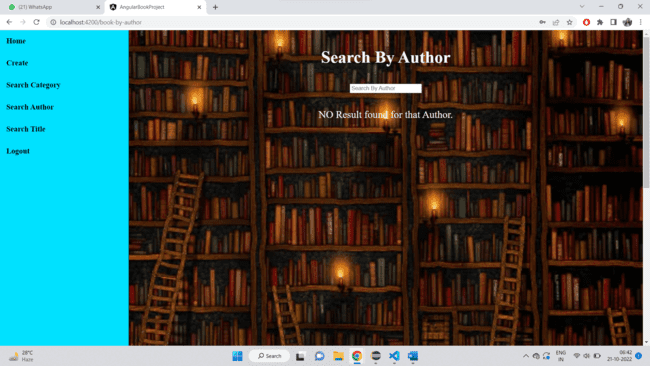 (21) WhatsApp
AngularBookProject
localhost:4200/book-by-author
Home
Create
Search Category
Search Author
Search Title
Logout
Search By Author
Search By Author
NO Result found for that Author.
28°C
Haze
Search
ENG
IN
06:42
21-10-2022